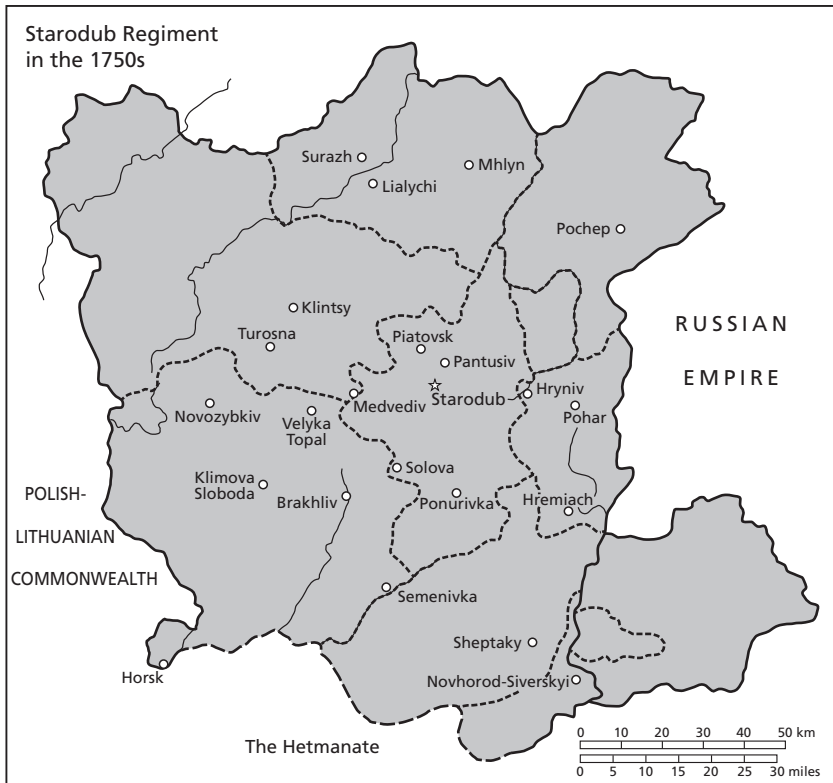 Starodub Regiment
in the 1750s
Surazh
Mhlyn
Lialychi
Pochep
Klintsy
RUSSIAN
EMPIRE
Piatovsk
Turosna
Pantusiv
Starodub
Hryniv
Medvediv
Novozybkiv
Velyka
Topal
Pohar
Solova
Klimova
Sloboda
Brakhliv
Ponurivka
Hremiach
POLISH-
LITHUANIAN
COMMONWEALTH
Semenivka
Sheptaky
Horsk
Novhorod-Siverskyi
The Hetmanate
0 10 20 30 40 50 km
0 5 10 15 20 25 30 miles